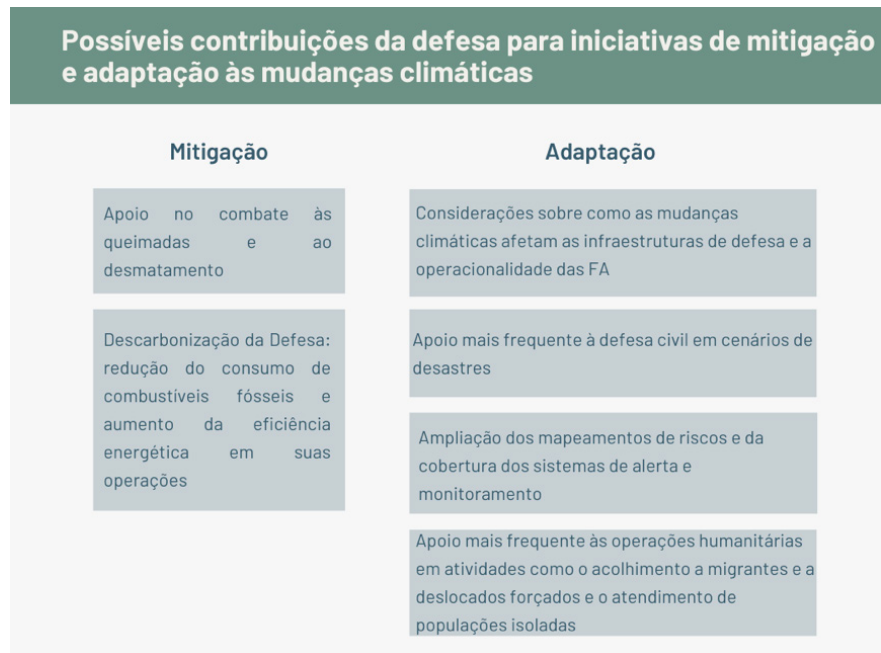 Possíveis contribuições da defesa para iniciativas de mitigação
e adaptação às mudanças climáticas
Mitigação
Apoio no combate às
queimadas e ao
desmatamento
Descarbonização da Defesa:
redução do consumo de
combustíveis fósseis e
aumento da eficiência
energética em suas
operações
Adaptação
Considerações sobre como as mudanças
climáticas afetam as infraestruturas de defesa e a
operacionalidade das FA
Apoio mais frequente à defesa civil em cenários de
desastres
Ampliação dos mapeamentos de riscos e da
cobertura dos sistemas de alerta e
monitoramento
Apoio mais frequente às operações humanitárias
em atividades como o acolhimento a migrantes e a
deslocados forçados e o atendimento de
populações isoladas